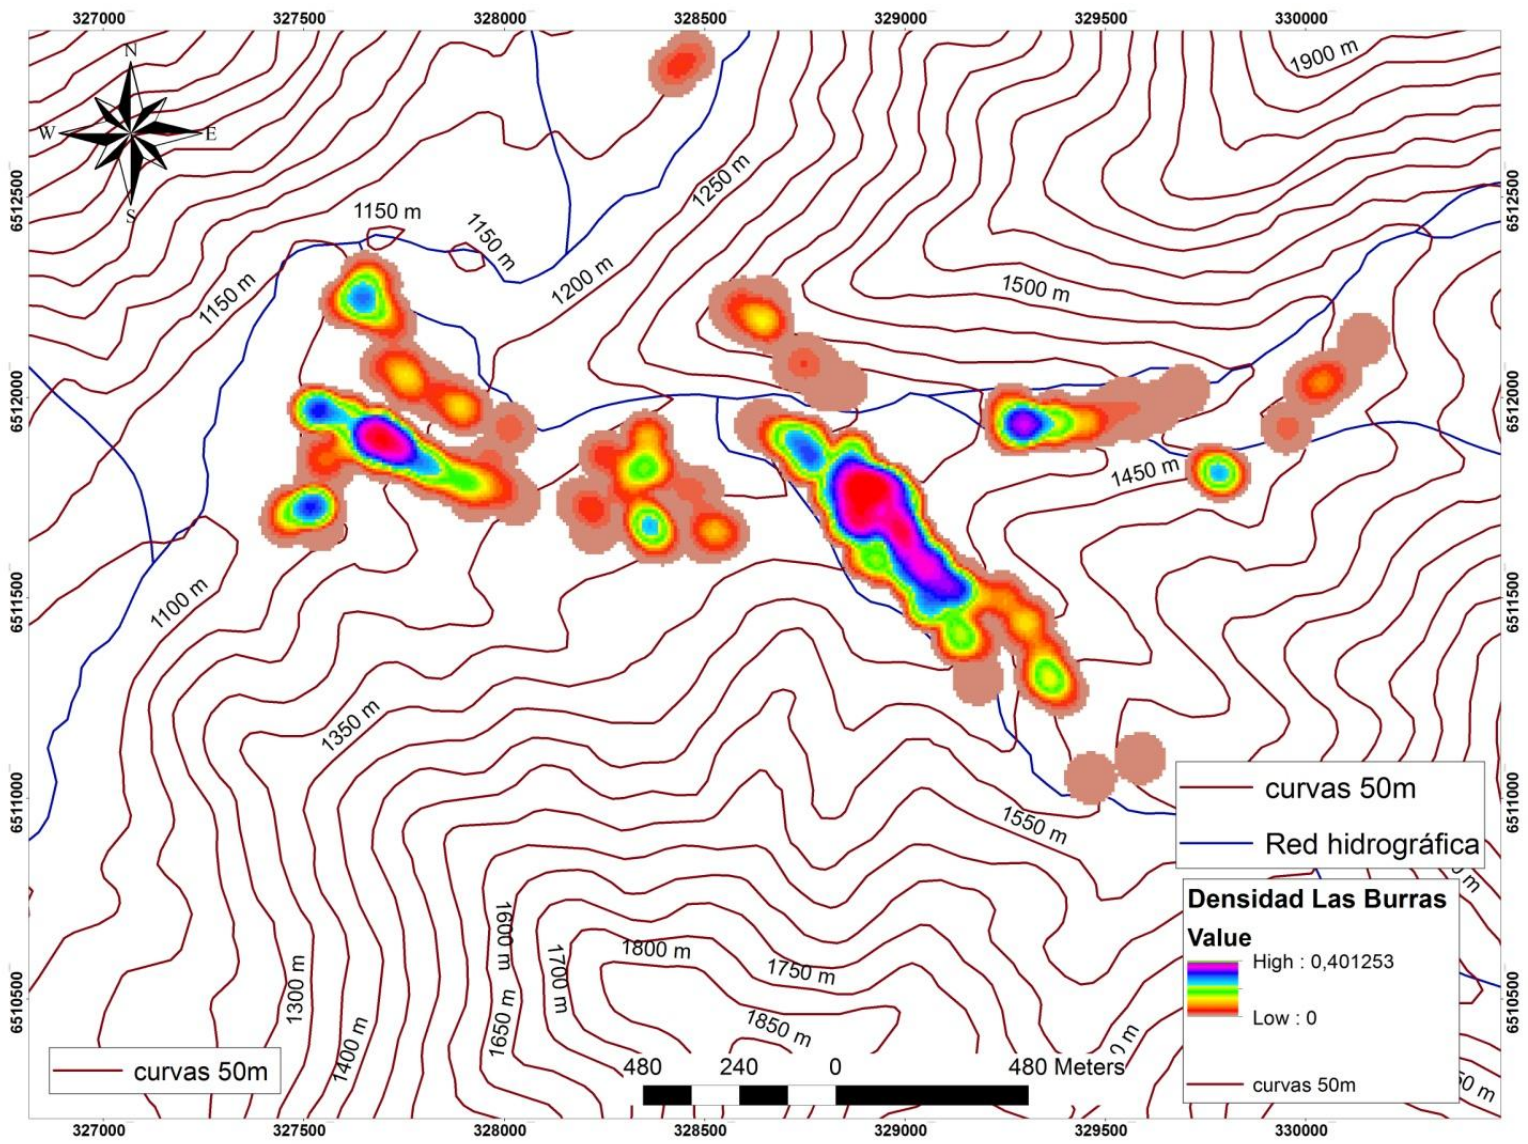 327000 327500 328000 328500 329000 329500 330000
N
W E
S
1900 m
6512500
6512500
1250 m
1150 m
1150 m
1200 m
1150 m
1500 m
6512000
6512000
1450 m
6511500
6511500
1100 m
1350 m
6511000
6511000
1550 m
curvas 50m
Red hidrográfica
Densidad Las Burras
Value
High : 0,401253
Low : 0
curvas 50m
1600 m
1800 m
1750 m
1700 m
1300 m
6510500
6510500
1850 m
1650 m
1400 m
0 m
0 m
50 m
curvas 50m
480 240 0 480 Meters
327000 327500 328000 328500 329000 329500 330000